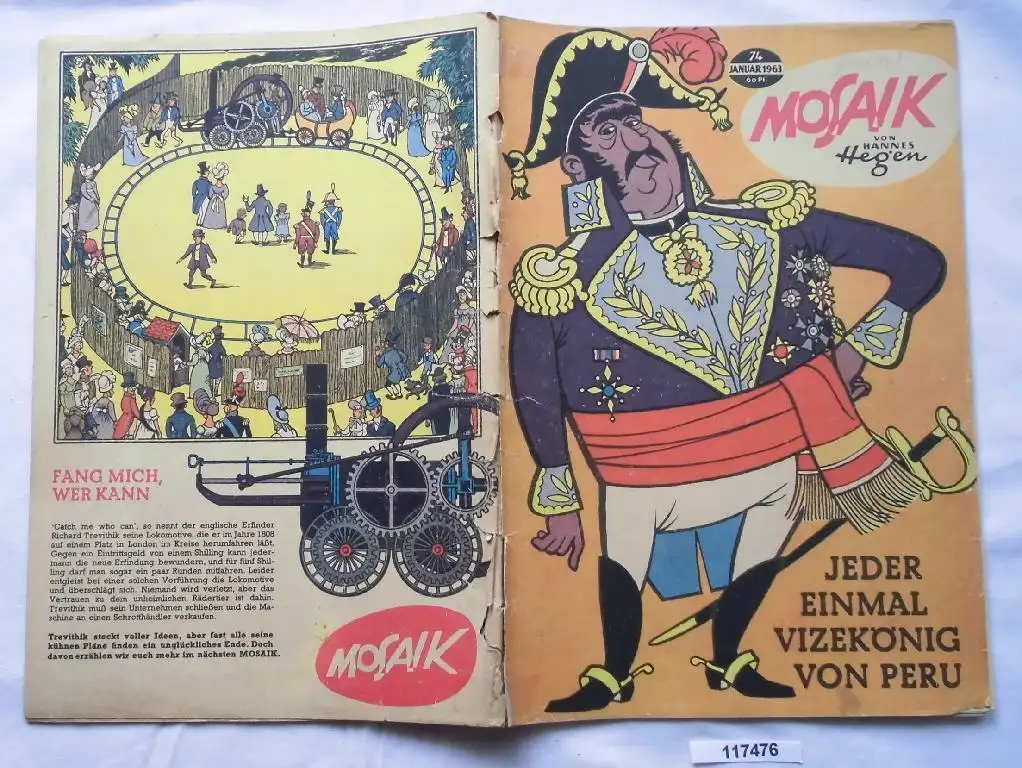 FANG MICH,
WER KANN
'Catch me who can', so nennt der englische Erfinder
Richard Trevithik seine Lokomotive, die er im Jahre 1808
auf einem Platz in London im Kreise herumfahren läßt.
Gegen ein Eintrittsgeld von einem Shilling kann jeder-
mann die neue Erfindung bewundern, und für fünf Shil-
ling darf man sogar ein paar Runden mitfahren. Leider
entgleist bei einer solchen Vorführung die Lokomotive
und überschlägt sich. Niemand wird verletzt, aber das
Vertrauen zu dem unheimlichen Rädertier ist dahin.
Trevithik muß sein Unternehmen schließen und die Ma-
schine an einen Schrotthändler verkaufen.
Trevithik steckt voller Ideen, aber fast alle seine
kühnen Pläne finden ein unglückliches Ende. Doch
davon erzählen wir euch mehr im nächsten MOSAIK.
MOSAIK
74
JANUAR 1963
60 Pf
MOSAIK
VON
HANNES
Hegen
JEDER
EINMAL
VIZEKÖNIG
VON PERU
117476